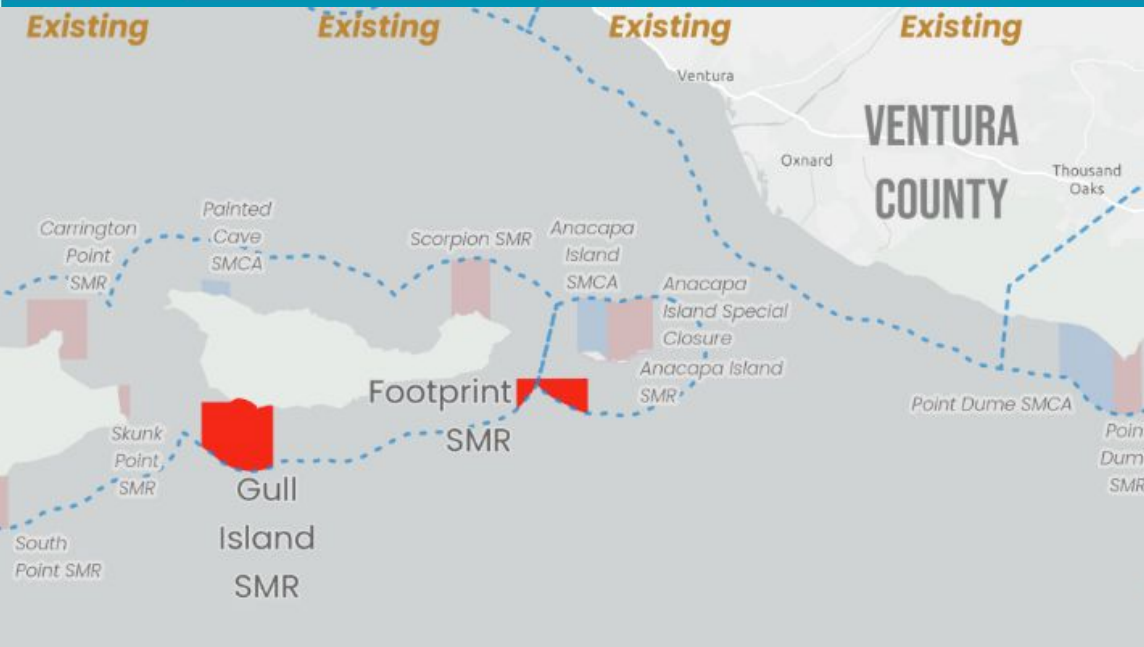 Existing
Existing
Existing
Existing
Ventura
VENTURA
COUNTY
Oxnard
Thousand
Oaks
Carrington
Point
SMR
Painted
Cave
SMCA
Scorpion SMR
Anacapa
Island
SMCA
Anacapa
Island Special
Closure
Anacapa Island
SMR
Footprint
SMR
Point Dume SMCA
Poin
Dum
SMR
Skunk
Point
SMR
Gull
Island
SMR
South
Point SMR